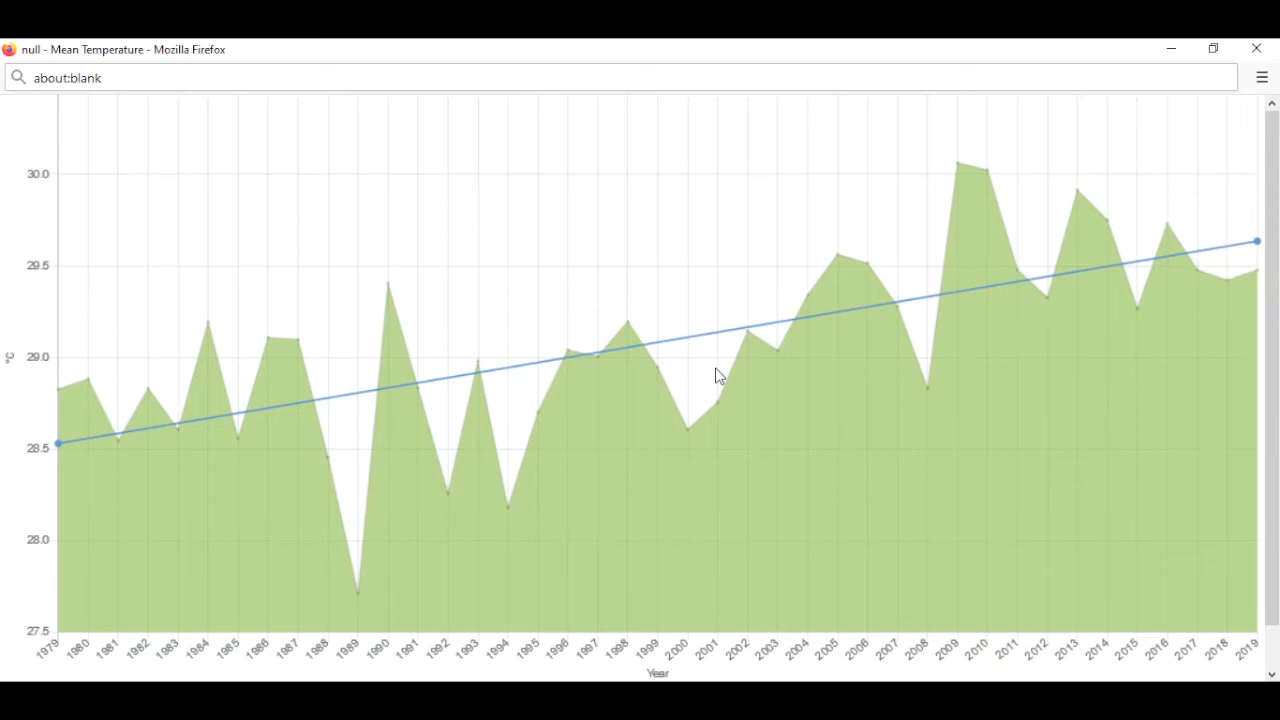 null - Mean Temperature - Mozilla Firefox
about:blank
30.0
29.5
29.0
°C
28.5
28.0
27.5
1979 1980 1981 1982 1983 1984 1985 1986 1987 1988 1989 1990 1991 1992 1993 1994 1995 1996 1997 1998 1999 2000 2001 2002 2003 2004 2005 2006 2007 2008 2009 2010 2011 2012 2013 2014 2015 2016 2017 2018 2019
Year